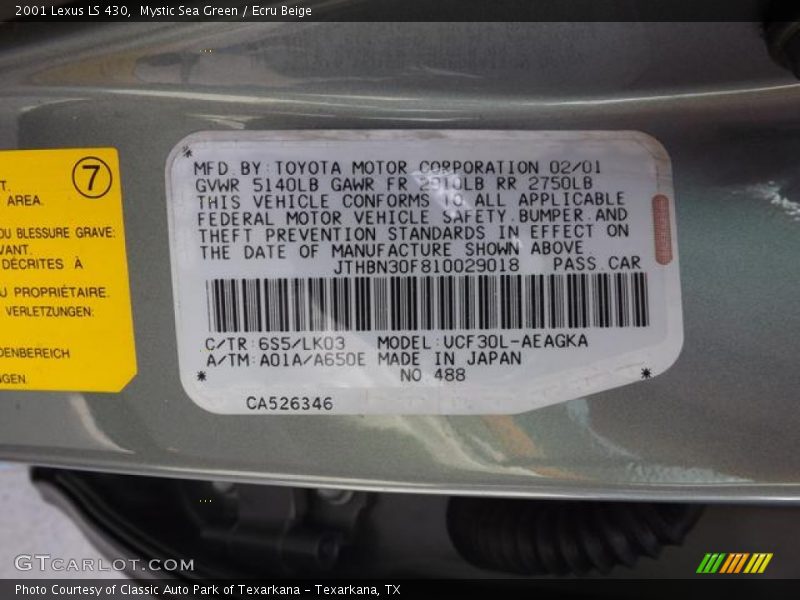 2001 Lexus LS 430,  Mystic Sea Green / Ecru Beige
7
T.
AREA.
OU BLESSURE GRAVE:
VANT.
DÉCRITES À
U PROPRIÉTAIRE.
VERLETZUNGEN:
DENBEREICH
GEN.
MFD. BY: TOYOTA MOTOR CORPORATION 02/01
GVWR 5140LB GAWR FR 2910LB RR 2750LB
THIS VEHICLE CONFORMS TO ALL APPLICABLE
FEDERAL MOTOR VEHICLE SAFETY.BUMPER.AND
THEFT PREVENTION STANDARDS IN EFFECT ON
THE DATE OF MANUFACTURE SHOWN ABOVE.
JTHBN30F810029018 PASS.CAR
C/TR:6S5/LK03 MODEL:UCF30L-AEAGKA
A/TM:A01A/A650E MADE IN JAPAN
NO 488
CA526346
GTCARLOT.COM
Photo Courtesy of Classic Auto Park of Texarkana - Texarkana, TX